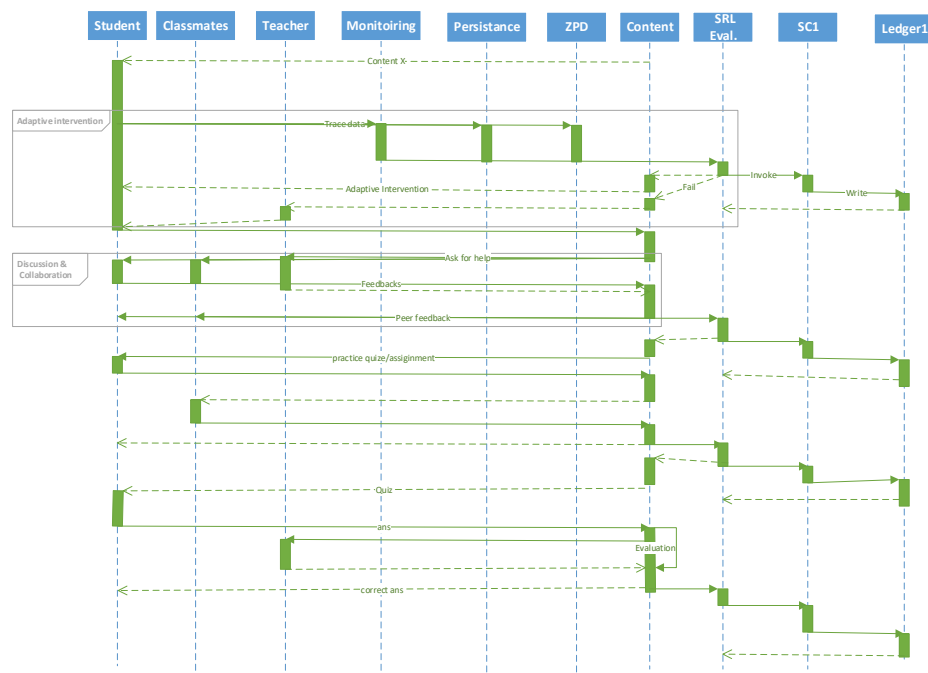 Student
Classmates
Teacher
Monitoiring
Persistance
ZPD
Content
SRL
Eval.
SC1
Ledger1
Content X
Adaptive intervention
Trace data
Adaptive Intervention
Fail
Invoke
Write
Discussion &
Collaboration
Ask for help
Feedbacks
Peer feedback
practice quize/assiginment
Quiz
ans
Evaluation
correct ans